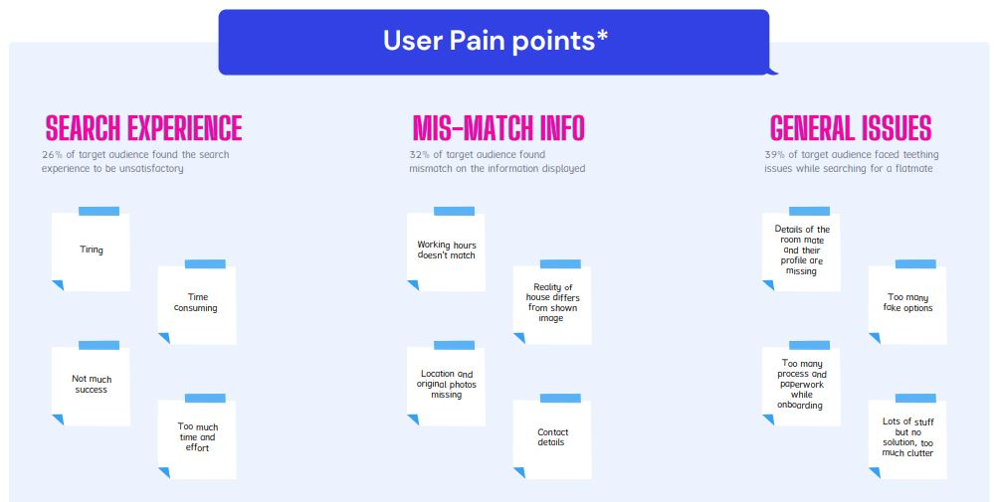 User Pain points*
SEARCH EXPERIENCE
26% of target audience found the search
experience to be unsatisfactory
Tiring
Time
consuming
Not much
success
Too much
time and
effort
MIS-MATCH INFO
32% of target audience found
mismatch on the information displayed
Working hours
doesn't match
Reality of
house differs
from shown
image
Location and
original photos
missing
Contact
details
GENERAL ISSUES
39% of target audience faced teething
issues while searching for a flatmate
Details of the
room mate
and their
profile are
missing
Too many
fake options
Too many
process and
paperwork
while
onboarding
Lots of stuff
but no
solution, too
much clutter